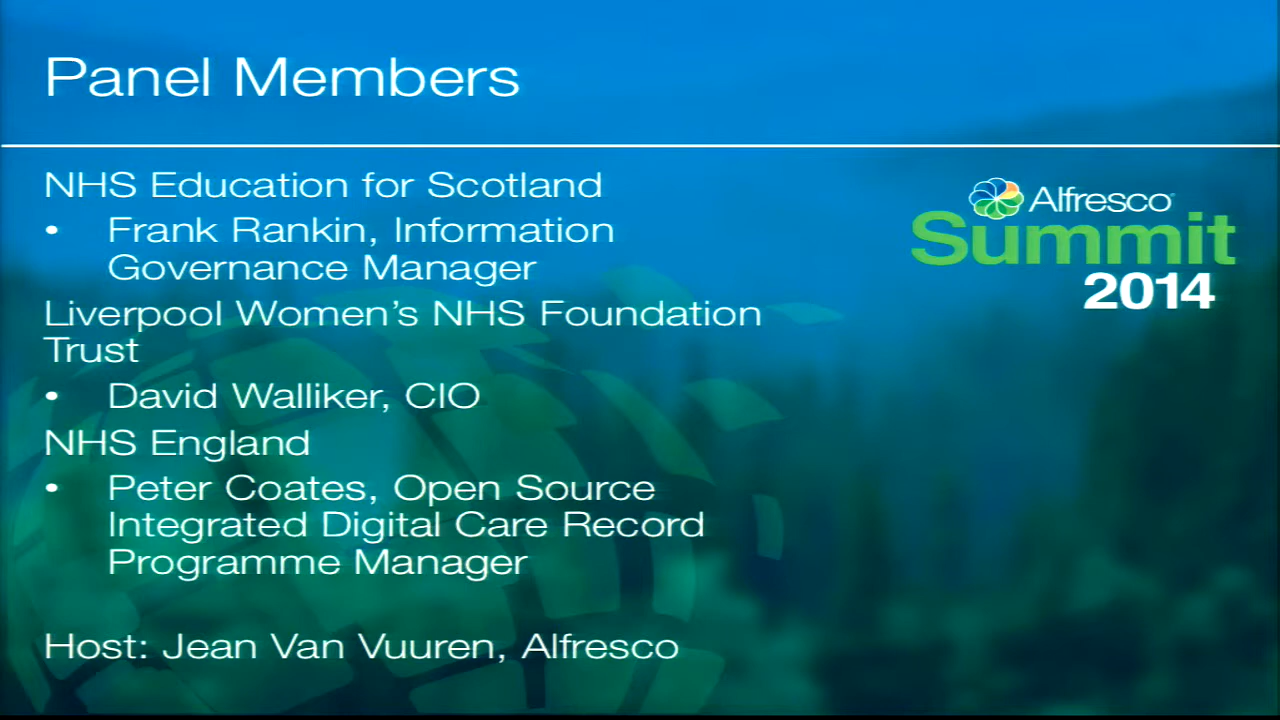 Panel Members
NHS Education for Scotland
• Frank Rankin, Information
Governance Manager
Liverpool Women's NHS Foundation
Trust
• David Walliker, CIO
NHS England
• Peter Coates, Open Source
Integrated Digital Care Record
Programme Manager
Host: Jean Van Vuuren, Alfresco
Alfresco
Summit
2014